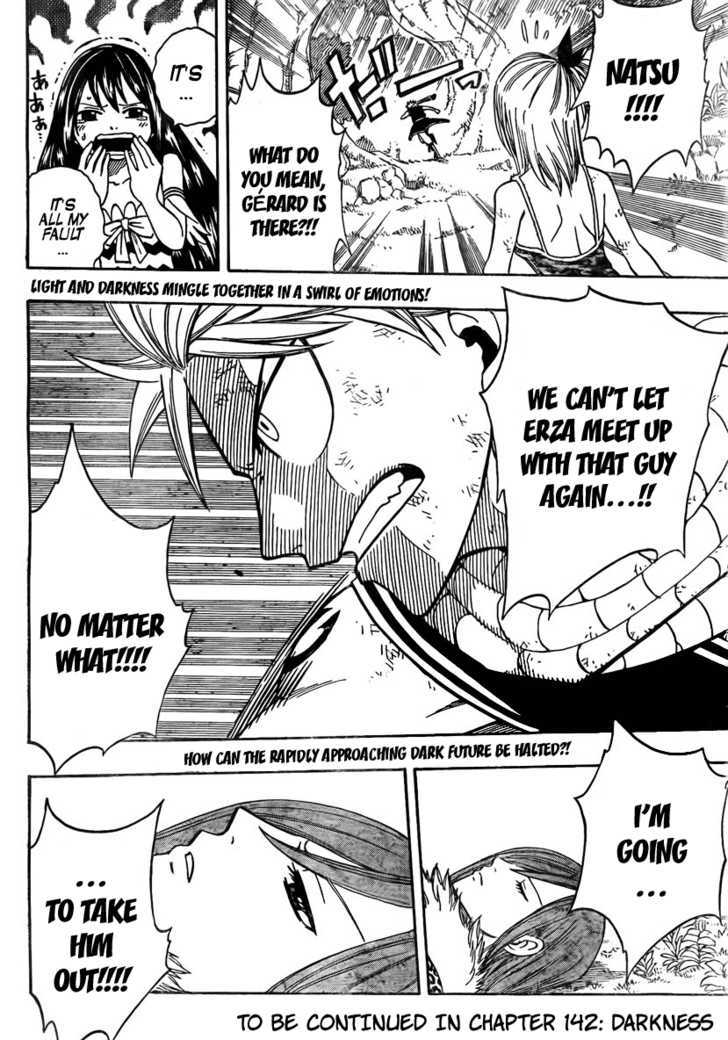 NATSU
!!!!
ダーッ
WHAT DO
YOU MEAN,
GÉRARD IS
THERE?!!
IT'S
...
あぁぁ…
IT'S
ALL MY
FAULT
...
LIGHT AND DARKNESS MINGLE TOGETHER IN A SWIRL OF EMOTIONS!
WE CAN'T LET
ERZA MEET UP
WITH THAT GUY
AGAIN...!!
NO MATTER
WHAT!!!!
HOW CAN THE RAPIDLY APPROACHING DARK FUTURE BE HALTED?!
I'M
GOING
...
...
TO TAKE
HIM
OUT!!!!
TO BE CONTINUED IN CHAPTER 142: DARKNESS